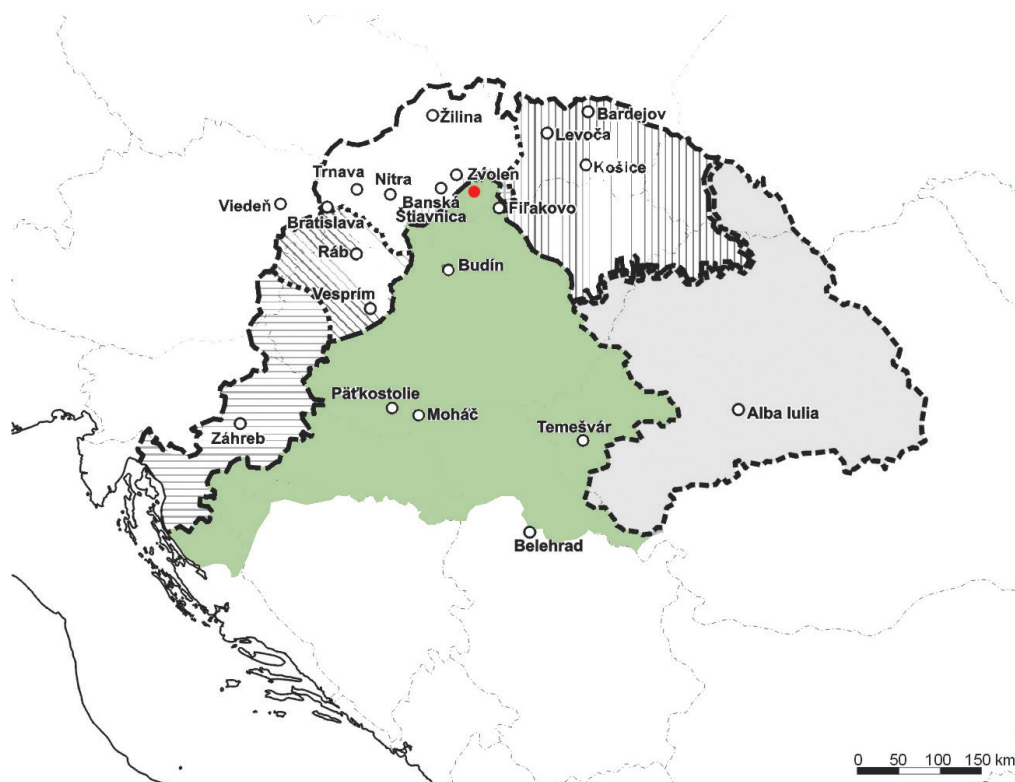 Žilina
Bardejov
Levoča
Košice
Zvolen
Trnava
Nitra
Banská
Štiavnica
Fiľakovo
Viedeň
Bratislava
Ráb
Budín
Vesprím
Päťkostolie
Moháč
Alba Iulia
Záhreb
Temešvár
Belehrad
0 50 100 150 km